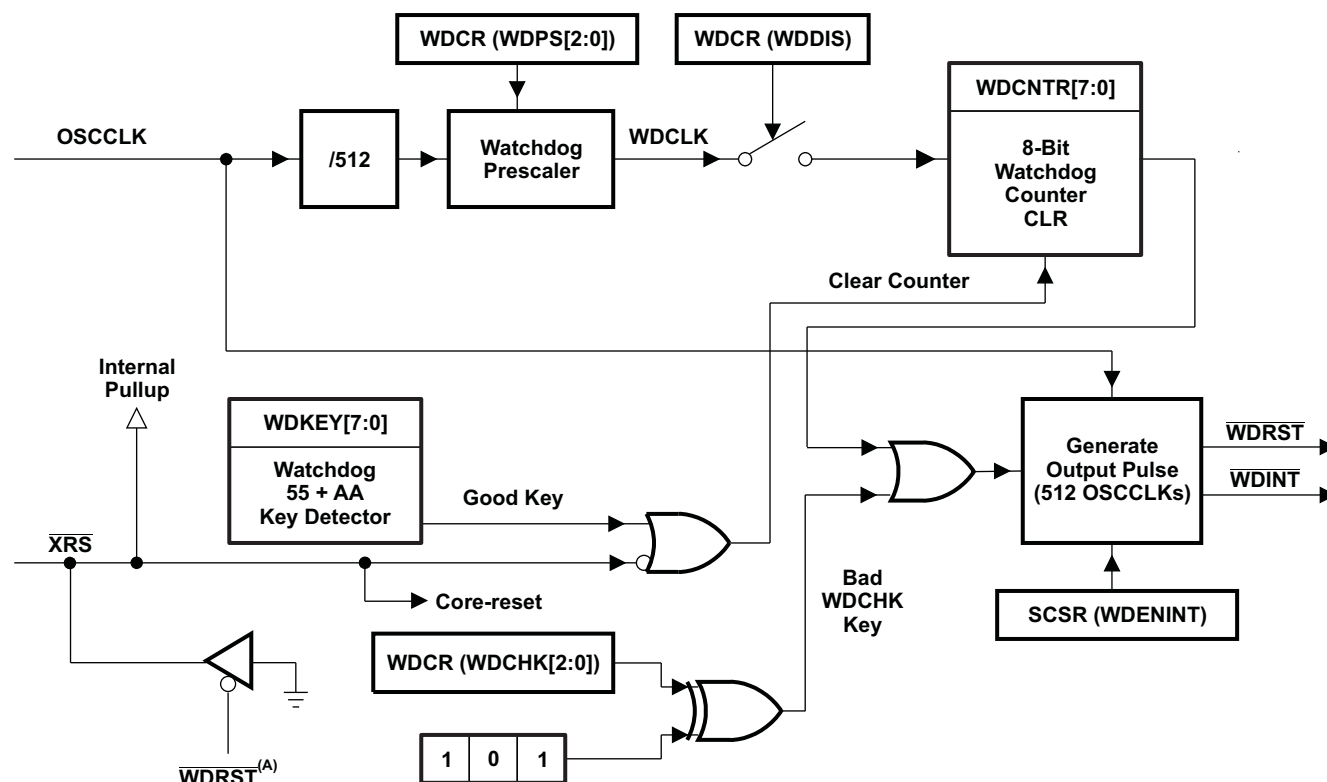 WDCR (WDPS[2:0])
WDCR (WDDIS)
WDCNTR[7:0]
OSCCLK
/512
Watchdog
Prescaler
WDCLK
8-Bit
Watchdog
Counter
CLR
Clear Counter
Internal
Pullup
WDKEY[7:0]
Watchdog
55 + AA
Key Detector
Good Key
Generate
Output Pulse
(512 OSCCLKs)
WDRST
WDINT
XRS
Core-reset
Bad
WDCHK
Key
SCSR (WDENINT)
WDCR (WDCHK[2:0])
1 0 1
WDRST(A)